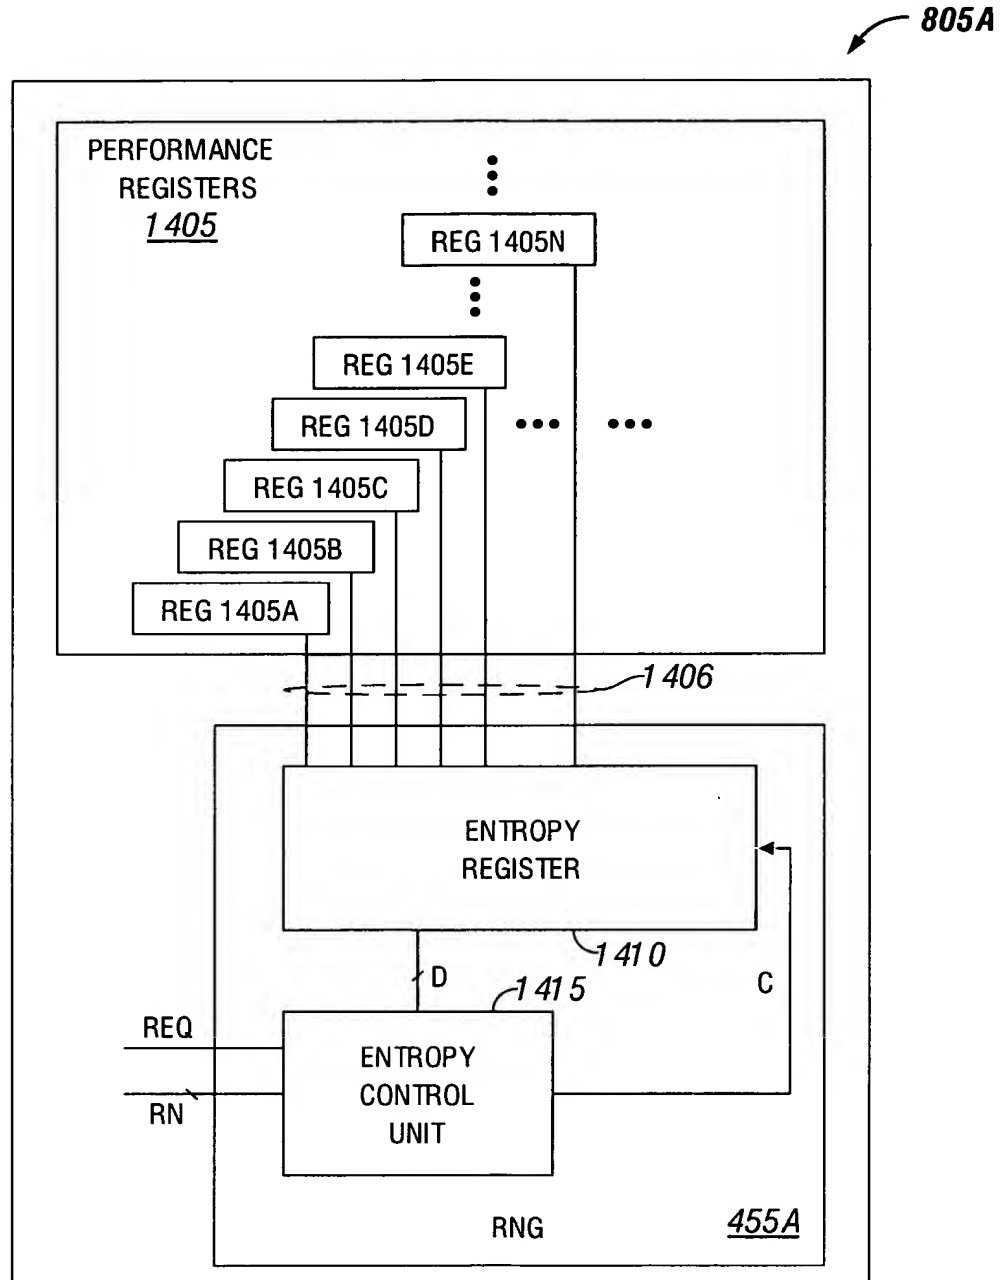 805A
PERFORMANCE
REGISTERS
1405
REG 1405N
REG 1405E
REG 1405D
REG 1405C
REG 1405B
REG 1405A
1406
ENTROPY
REGISTER
1410
D
1415
C
REQ
RN
ENTROPY
CONTROL
UNIT
RNG
455A